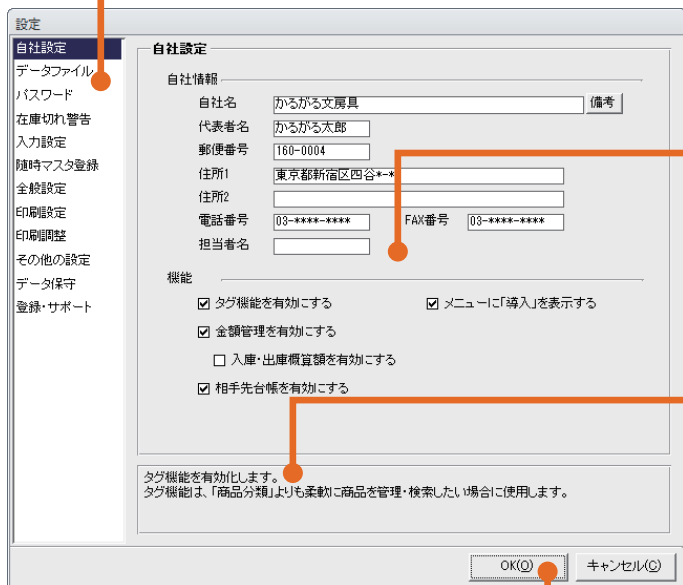 設定
自社設定
データファイル
パスワード
在庫切れ警告
入力設定
随時マスタ登録
全般設定
印刷設定
印刷調整
その他の設定
データ保守
登録・サポート
自社設定
自社情報
自社名 かるがる文房具 備考
代表者名 かるがる太郎
郵便番号 160-0004
住所1 東京都新宿区四谷*-*
住所2
電話番号 03-****-**** FAX番号 03-****-****
担当者名
機能
タグ機能を有効にする メニューに「導入」を表示する
金額管理を有効にする
入庫・出庫概算額を有効にする
相手先台帳を有効にする
タグ機能を有効化します。
タグ機能は、「商品分類」よりも柔軟に商品を管理・検索したい場合に使用します。
OK(O) キャンセル(C)